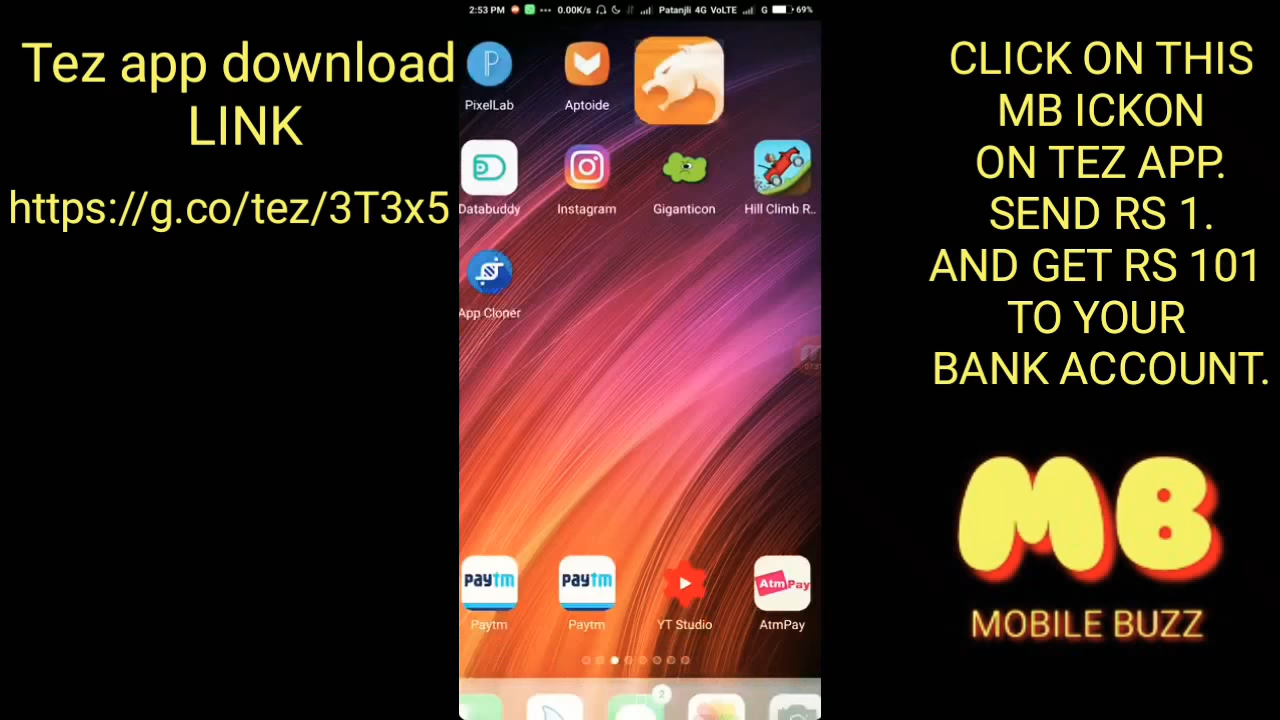 2:53 PM ••• 0.00K/s Patanjli 4G VoLTE G 69%
Tez app download
LINK
https://g.co/tez/3T3x5
PixelLab
Aptoide
Databuddy
Instagram
Giganticon
Hill Climb R..
App Cloner
paytm
paytm
AtmPay
Paytm
Paytm
YT Studio
AtmPay
2
CLICK ON THIS
MB ICKON
ON TEZ APP.
SEND RS 1.
AND GET RS 101
TO YOUR
BANK ACCOUNT.
MB
MOBILE BUZZ